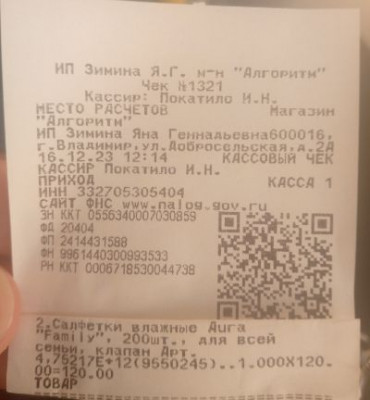 ИП Зимина Я.Г. м-н "Алгоритм"
Чек №1321
Кассир: Покатило И.Н.
МЕСТО РАСЧЕТОВ Магазин
"Алгоритм"
ИП Зимина Яна Геннадьевна600016,
г.Владимир,ул.Добросельская,д.2А
16.12.23 12:14 КАССОВЫЙ ЧЕК
КАССИР Покатило И.Н.
ПРИХОД КАССА 1
ИНН 332705305404
САЙТ ФНС www.nalog.gov.ru
ЗН ККТ 0556340007030859
ФД 20404
ФП 2414431588
ФН 9961440300993533
РН ККТ 0006718530044738
2.Салфетки влажные Aura
"Family", 200шт., для всей
семьи, клапан Арт.
4.75217E+12(9550245)..1.000X120.
00=120.00
ТОВАР